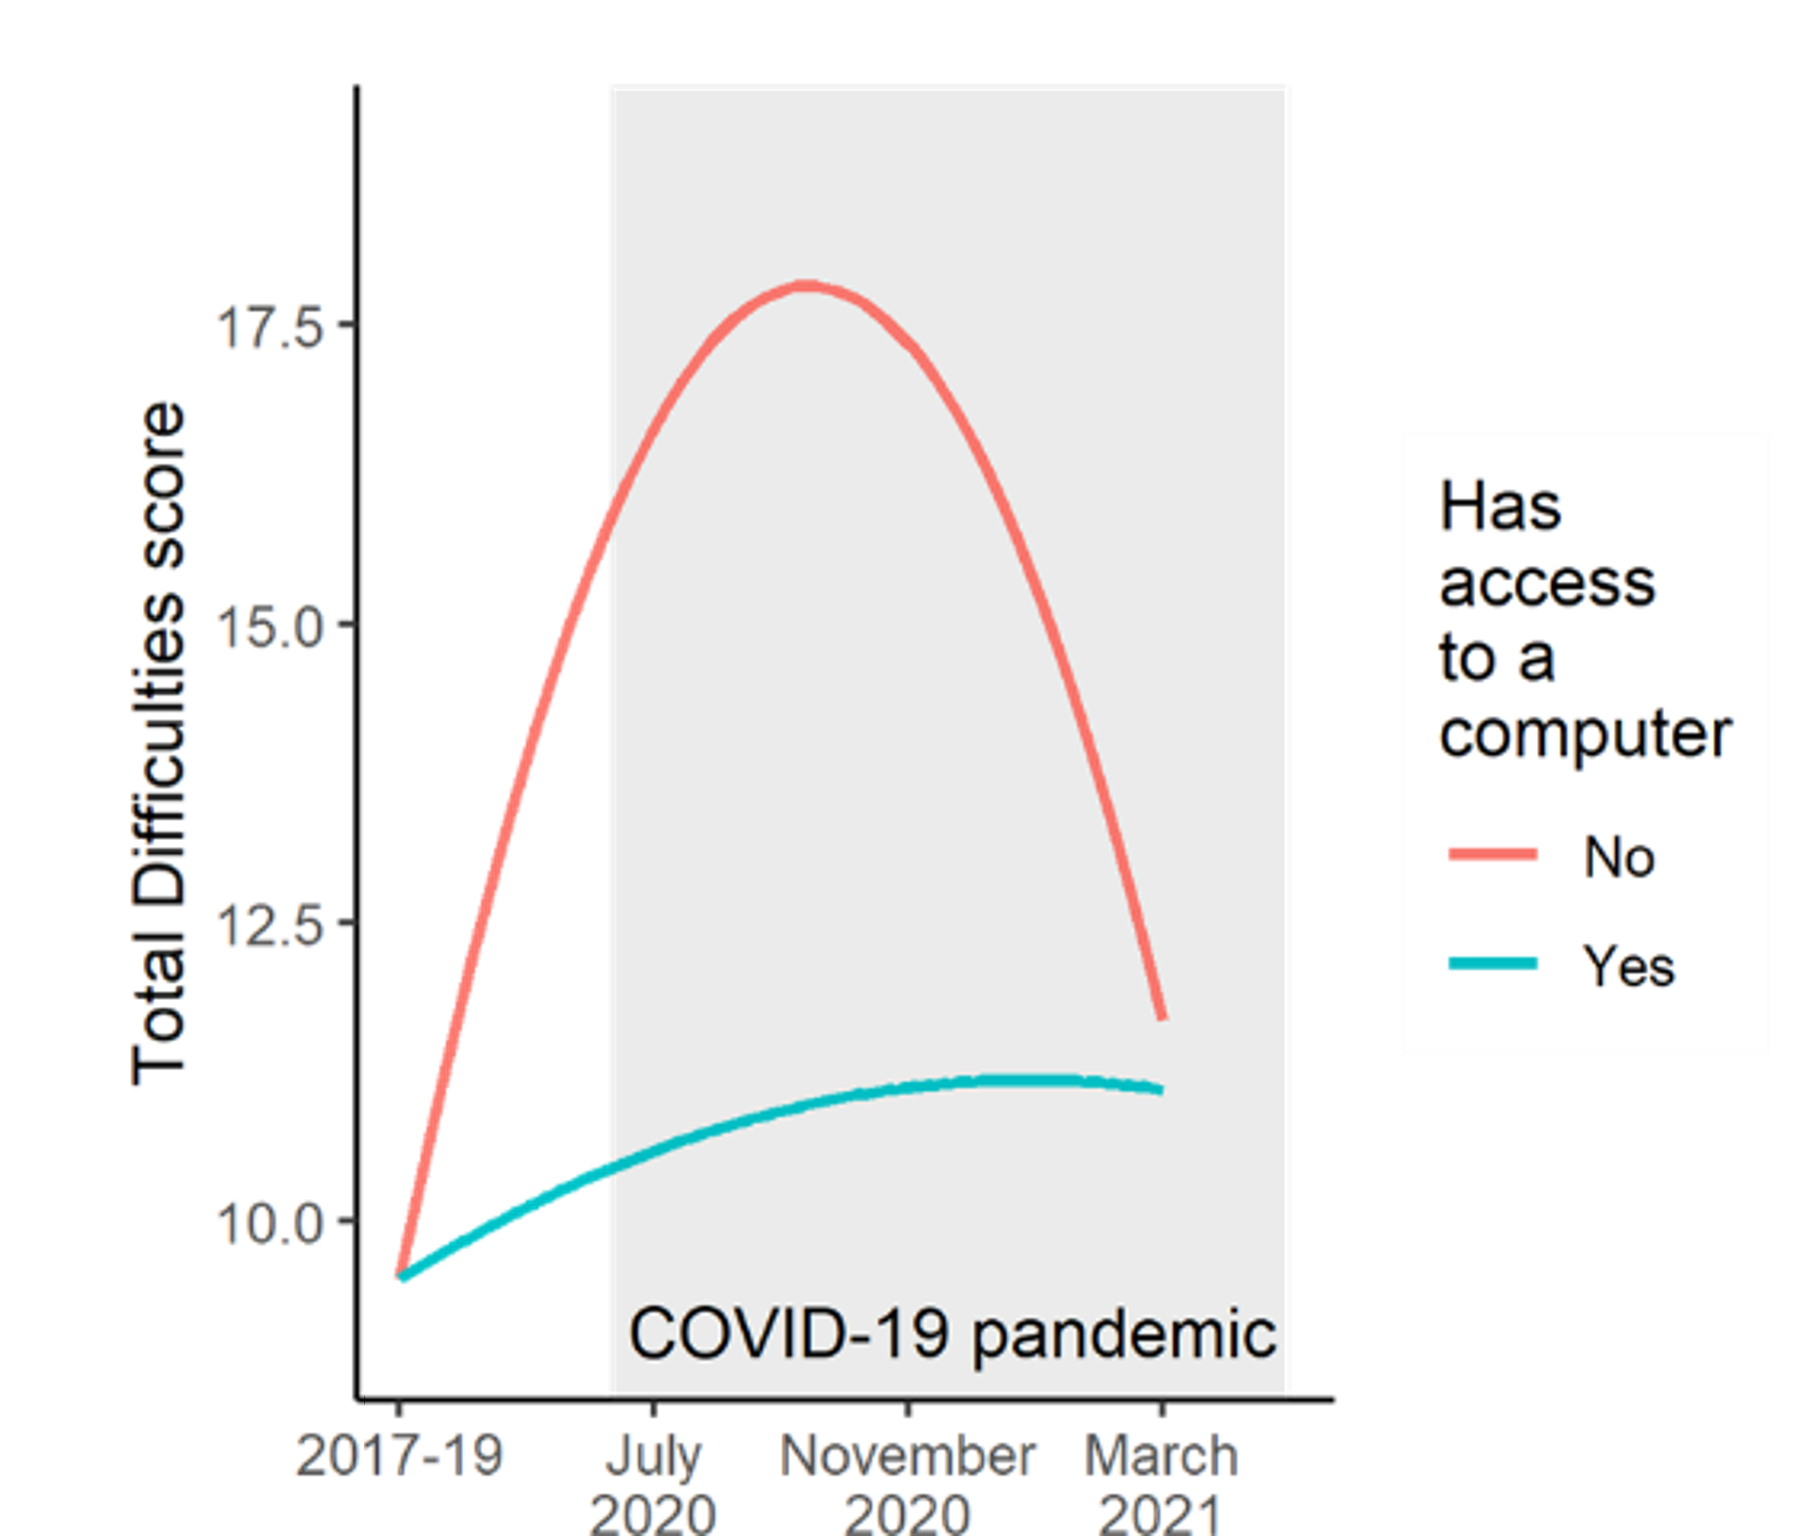 Total Difficulties score
17.5
15.0
12.5
10.0
COVID-19 pandemic
2017-19
July
2020
November
2020
March
2021
Has
access
to a
computer
No
Yes